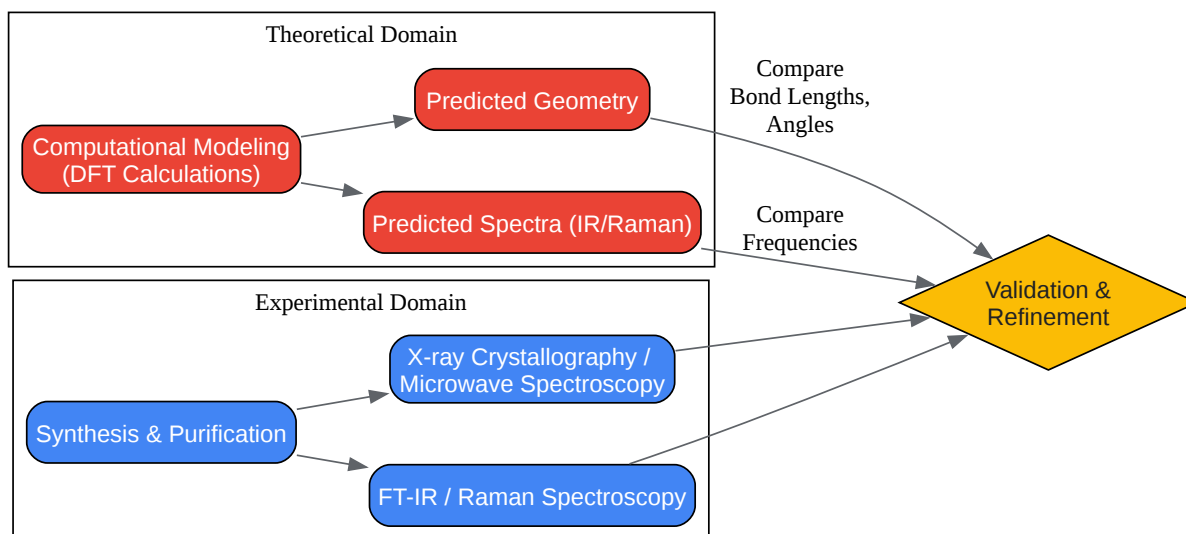 Theoretical Domain
Computational Modeling
(DFT Calculations)
Predicted Geometry
Predicted Spectra (IR/Raman)
Compare
Bond Lengths,
Angles
Compare
Frequencies
Experimental Domain
Synthesis & Purification
X-ray Crystallography /
Microwave Spectroscopy
FT-IR / Raman Spectroscopy
Validation &
Refinement